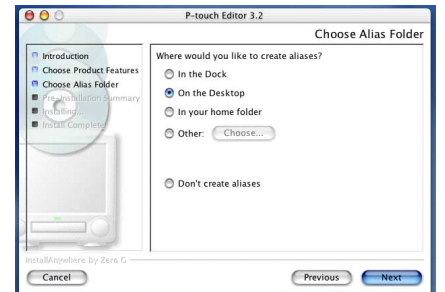 P-touch Editor 3.2
Choose Alias Folder
Introduction
Choose Product Features
Choose Alias Folder
Pre-Installation Summary
Installing...
Install Complete
Where would you like to create aliases?
In the Dock
On the Desktop
In your home folder
Other: Choose...
Don't create aliases
InstallAnywhere by Zero G
Cancel Previous Next